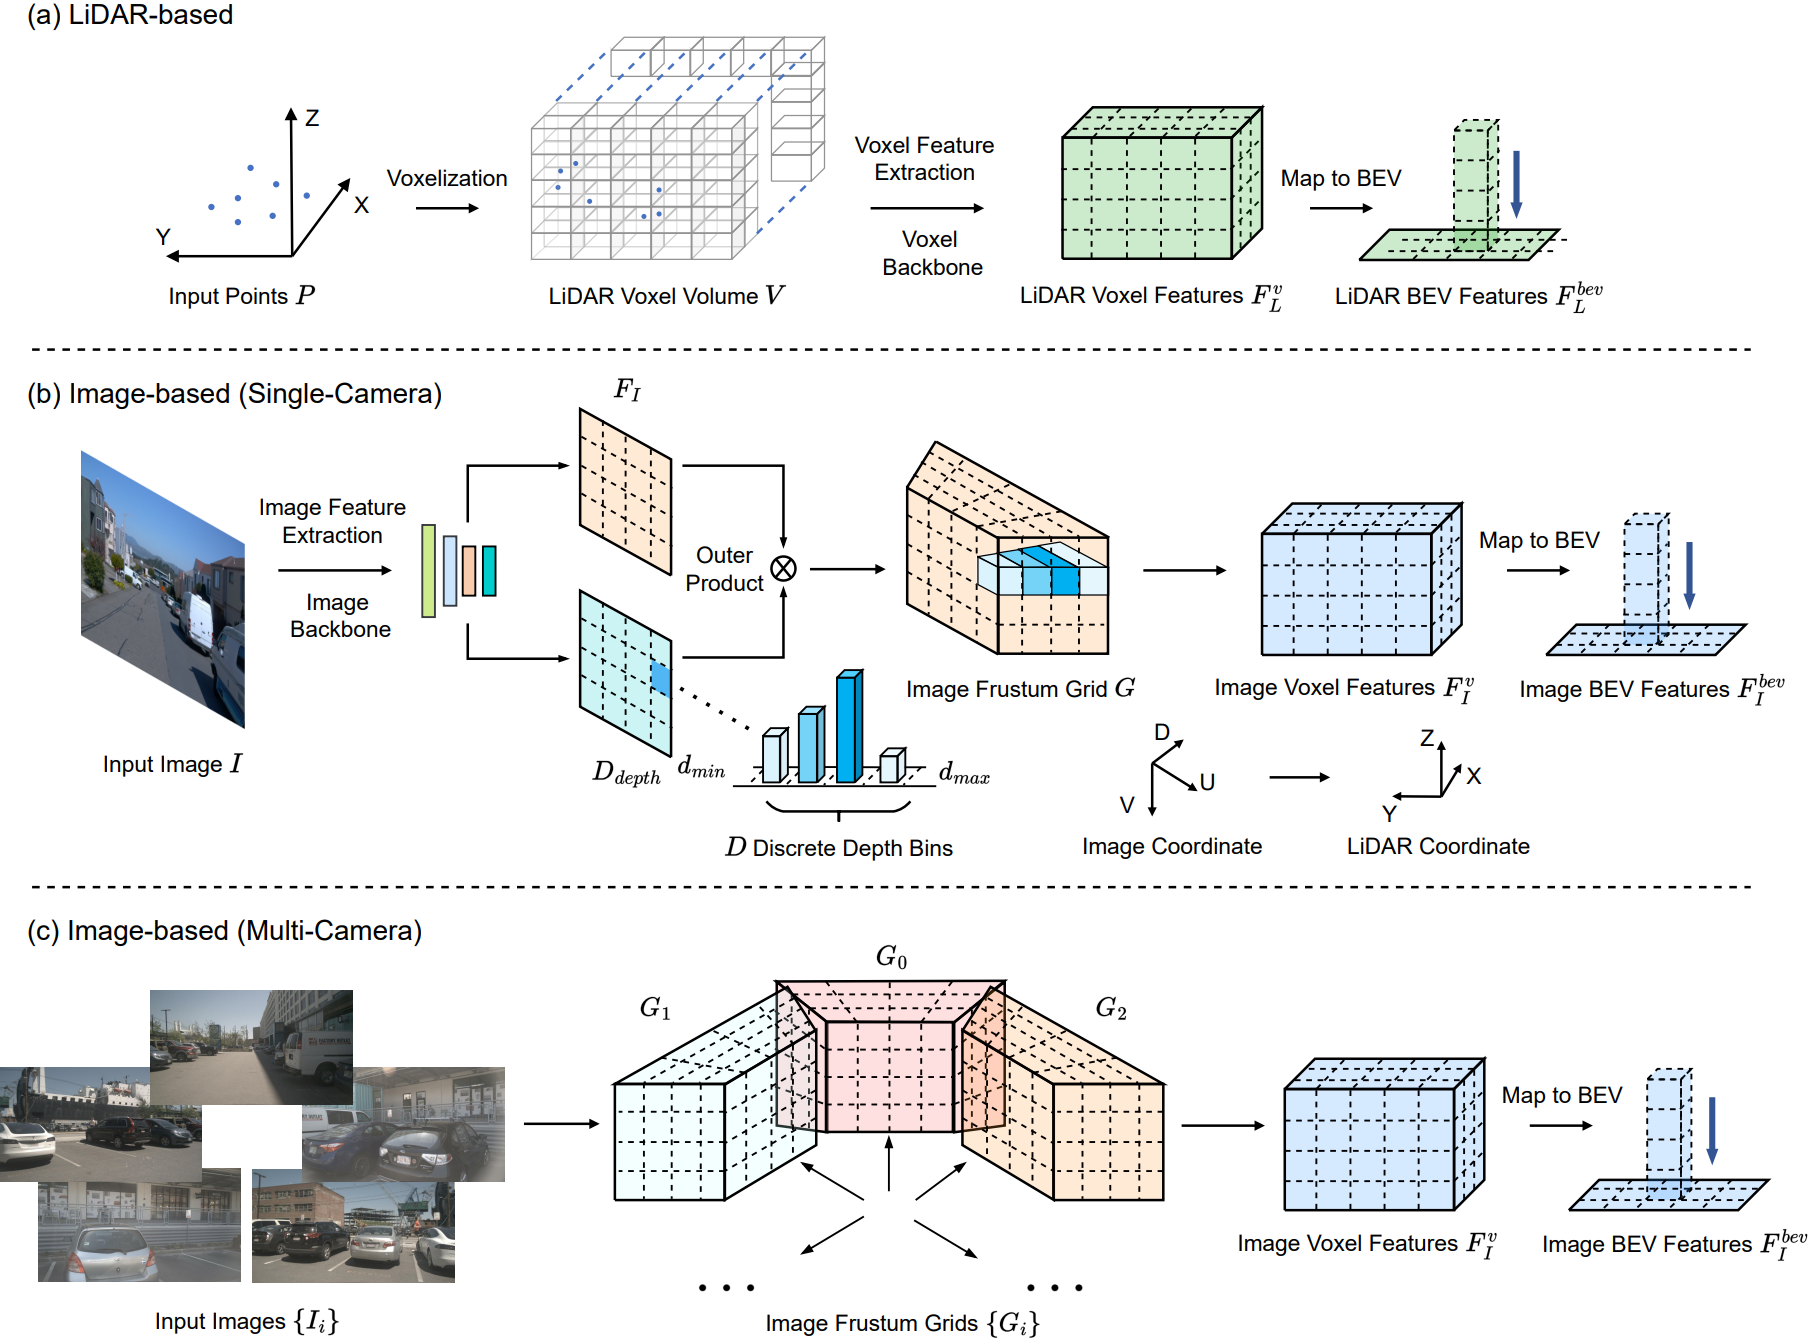 (a) LiDAR-based
Z
X
Y
Input Points P
Voxelization
LiDAR Voxel Volume V
Voxel Feature
Extraction
Voxel
Backbone
LiDAR Voxel Features F_L^v
Map to BEV
LiDAR BEV Features F_L^{bev}
(b) Image-based (Single-Camera)
Input Image I
Image Feature
Extraction
Image
Backbone
F_I
D_{depth}
Outer
Product
d_{min}
d_{max}
D Discrete Depth Bins
Image Frustum Grid G
Image Voxel Features F_I^v
Map to BEV
Image BEV Features F_I^{bev}
D
U
V
Image Coordinate
Z
X
Y
LiDAR Coordinate
(c) Image-based (Multi-Camera)
Input Images {I_i}
G_1
G_0
G_2
. . .
. . .
Image Frustum Grids {G_i}
Image Voxel Features F_I^v
Map to BEV
Image BEV Features F_I^{bev}